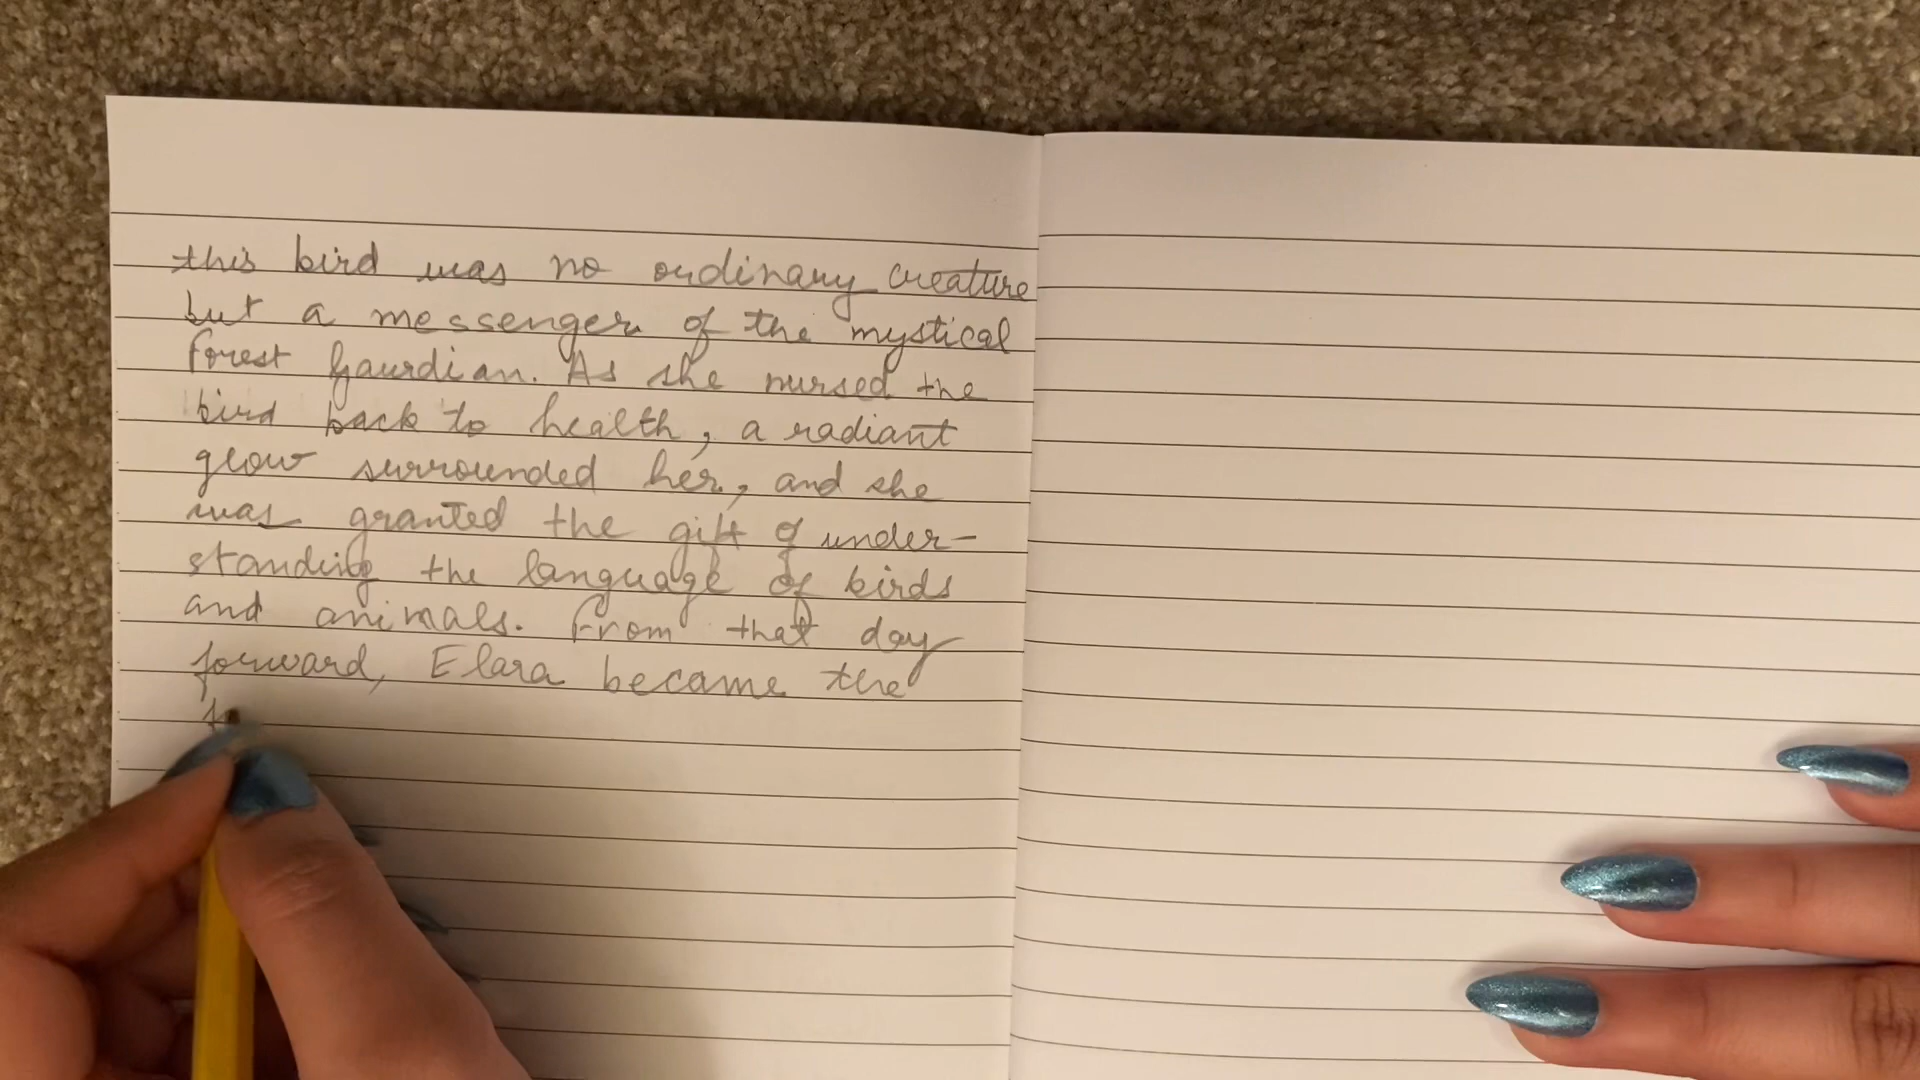 this bird was no ordinary creature
but a messenger of the mystical
forest Gaurdian. As she nursed the
bird back to health, a radiant
glow surrounded her, and she
was granted the gift of under-
standing the language of birds
and animals. From that day
forward, Elara became the